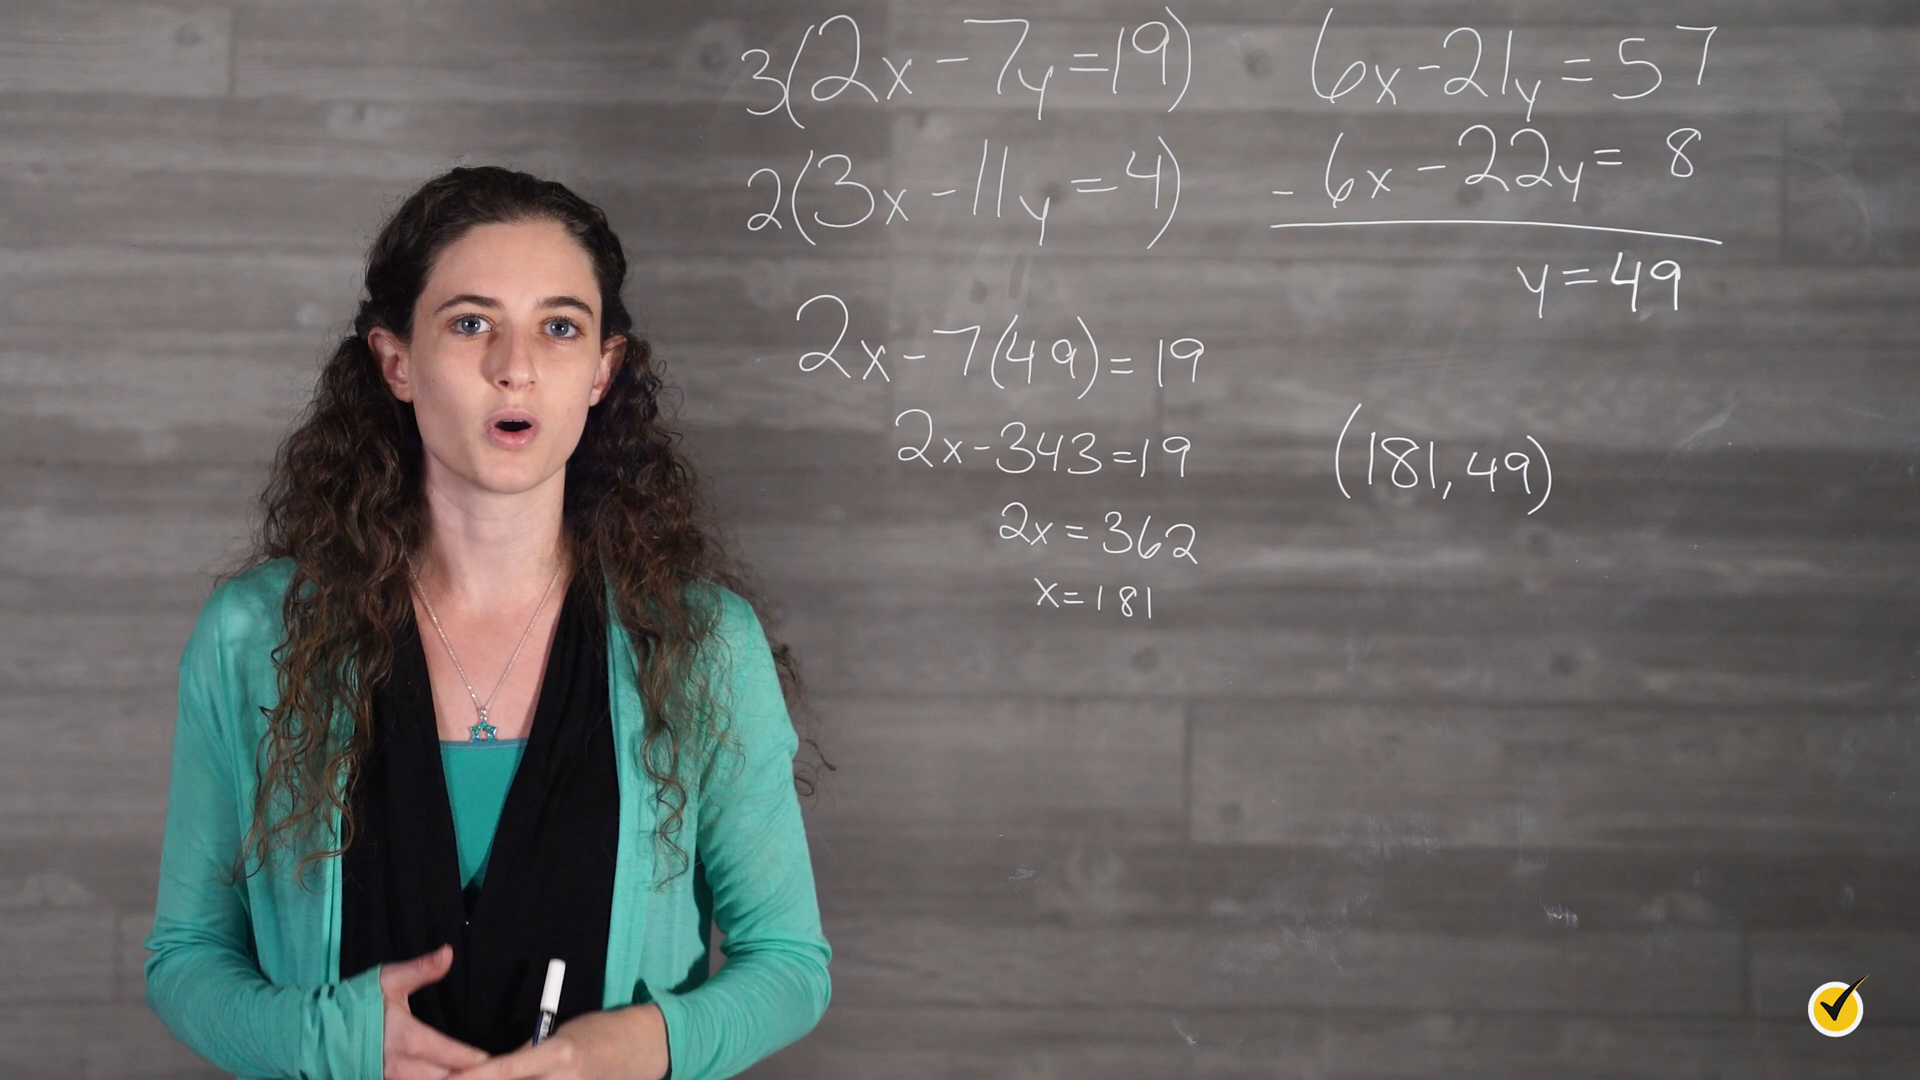 3(2x-7y=19)
2(3x-11y=4)
6x-21y=57
- 6x-22y=8
y=49
2x-7(49)=19
2x-343=19
2x=362
x=181
(181,49)